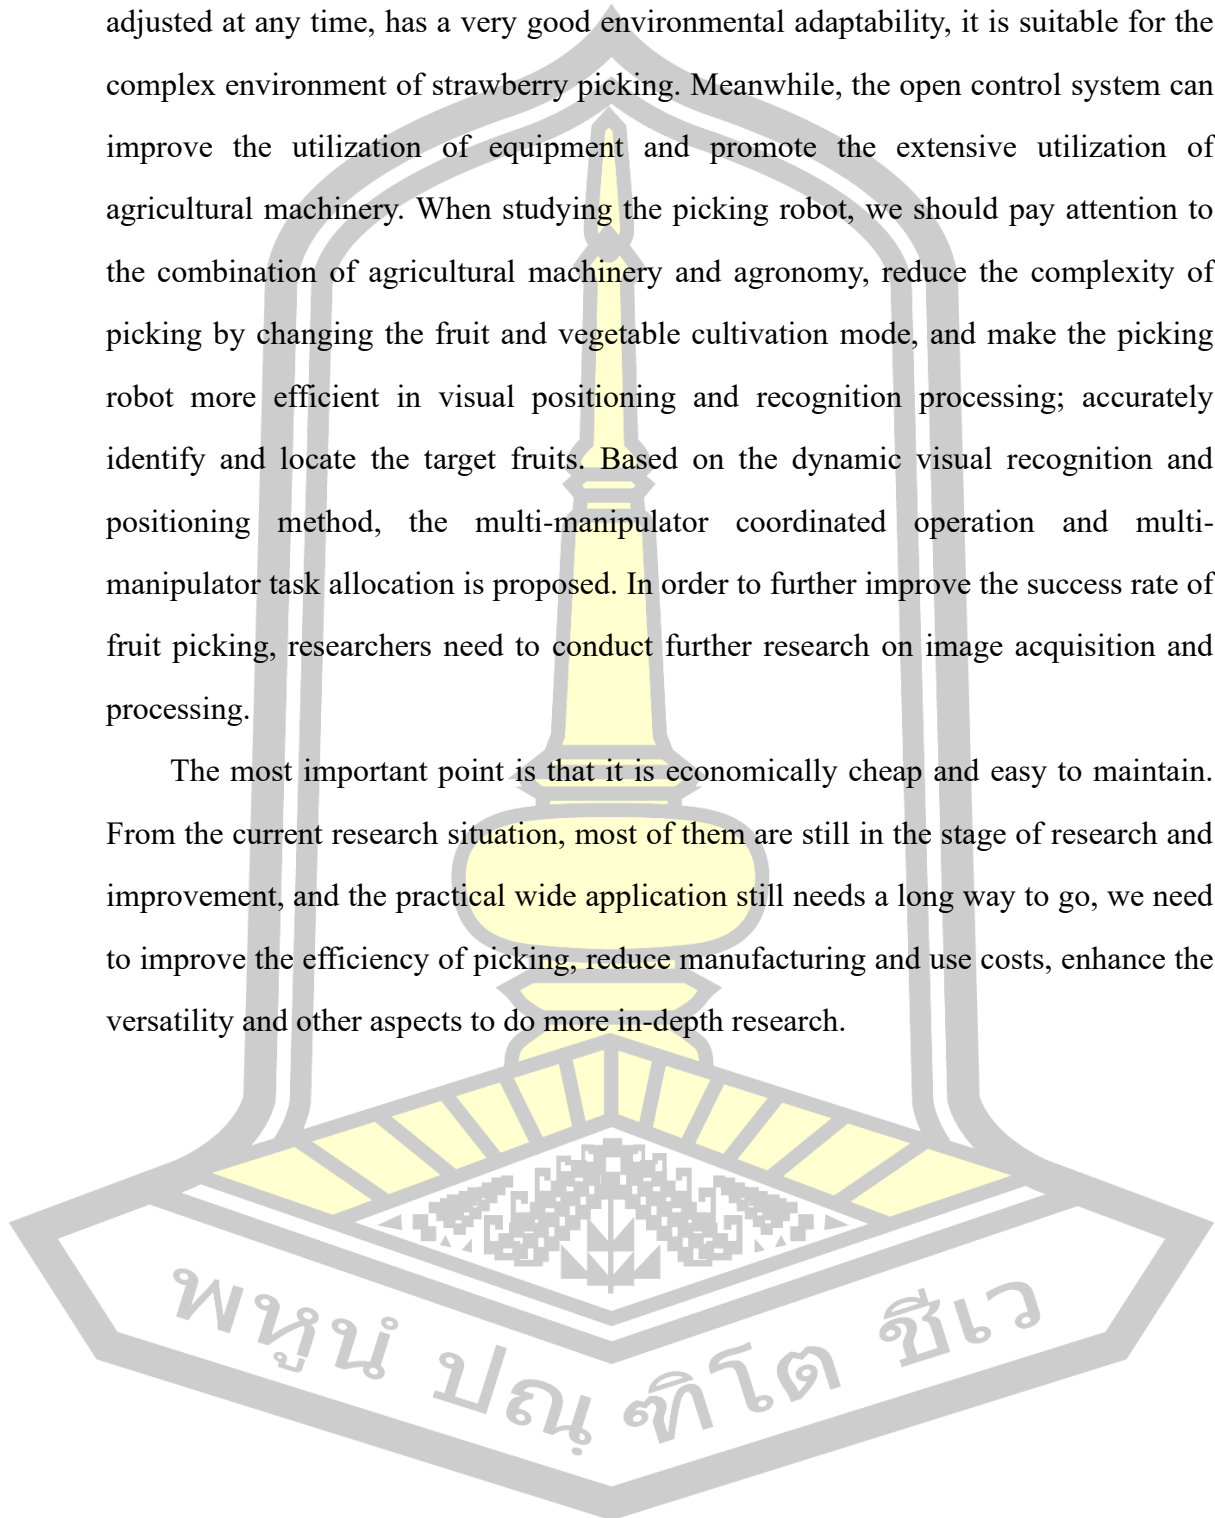 adjusted at any time, has a very good environmental adaptability, it is suitable for the
complex environment of strawberry picking. Meanwhile, the open control system can
improve the utilization of equipment and promote the extensive utilization of
agricultural machinery. When studying the picking robot, we should pay attention to
the combination of agricultural machinery and agronomy, reduce the complexity of
picking by changing the fruit and vegetable cultivation mode, and make the picking
robot more efficient in visual positioning and recognition processing; accurately
identify and locate the target fruits. Based on the dynamic visual recognition and
positioning method, the multi-manipulator coordinated operation and multi-
manipulator task allocation is proposed. In order to further improve the success rate of
fruit picking, researchers need to conduct further research on image acquisition and
processing.
The most important point is that it is economically cheap and easy to maintain.
From the current research situation, most of them are still in the stage of research and
improvement, and the practical wide application still needs a long way to go, we need
to improve the efficiency of picking, reduce manufacturing and use costs, enhance the
versatility and other aspects to do more in-depth research.
พหูนํ ปณฺฑิโต ชีเว